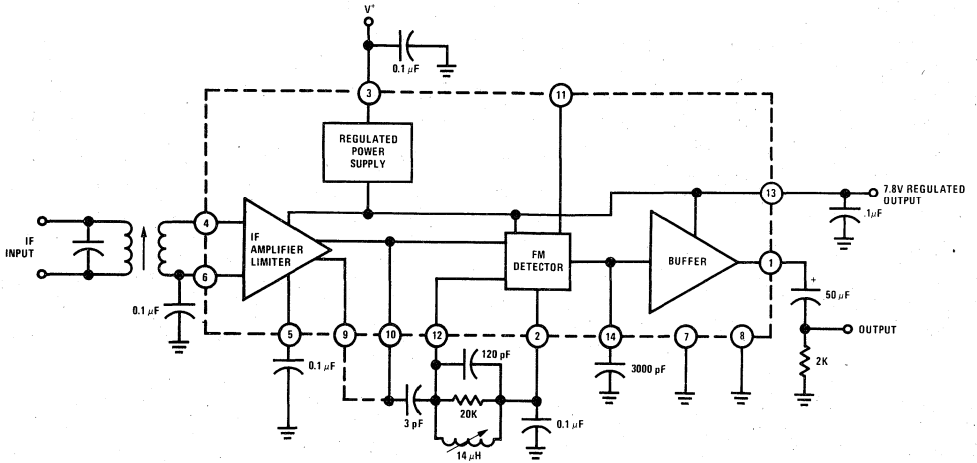 V+
0.1 μF
3
11
REGULATED
POWER
SUPPLY
13
7.8V REGULATED
OUTPUT
.1μF
IF
INPUT
4
6
IF
AMPLIFIER
LIMITER
FM
DETECTOR
BUFFER
1
+
50 μF
0.1 μF
5
9
10
12
2
14
7
8
OUTPUT
0.1 μF
120 pF
3000 pF
2K
3 pF
20K
0.1 μF
14 μH